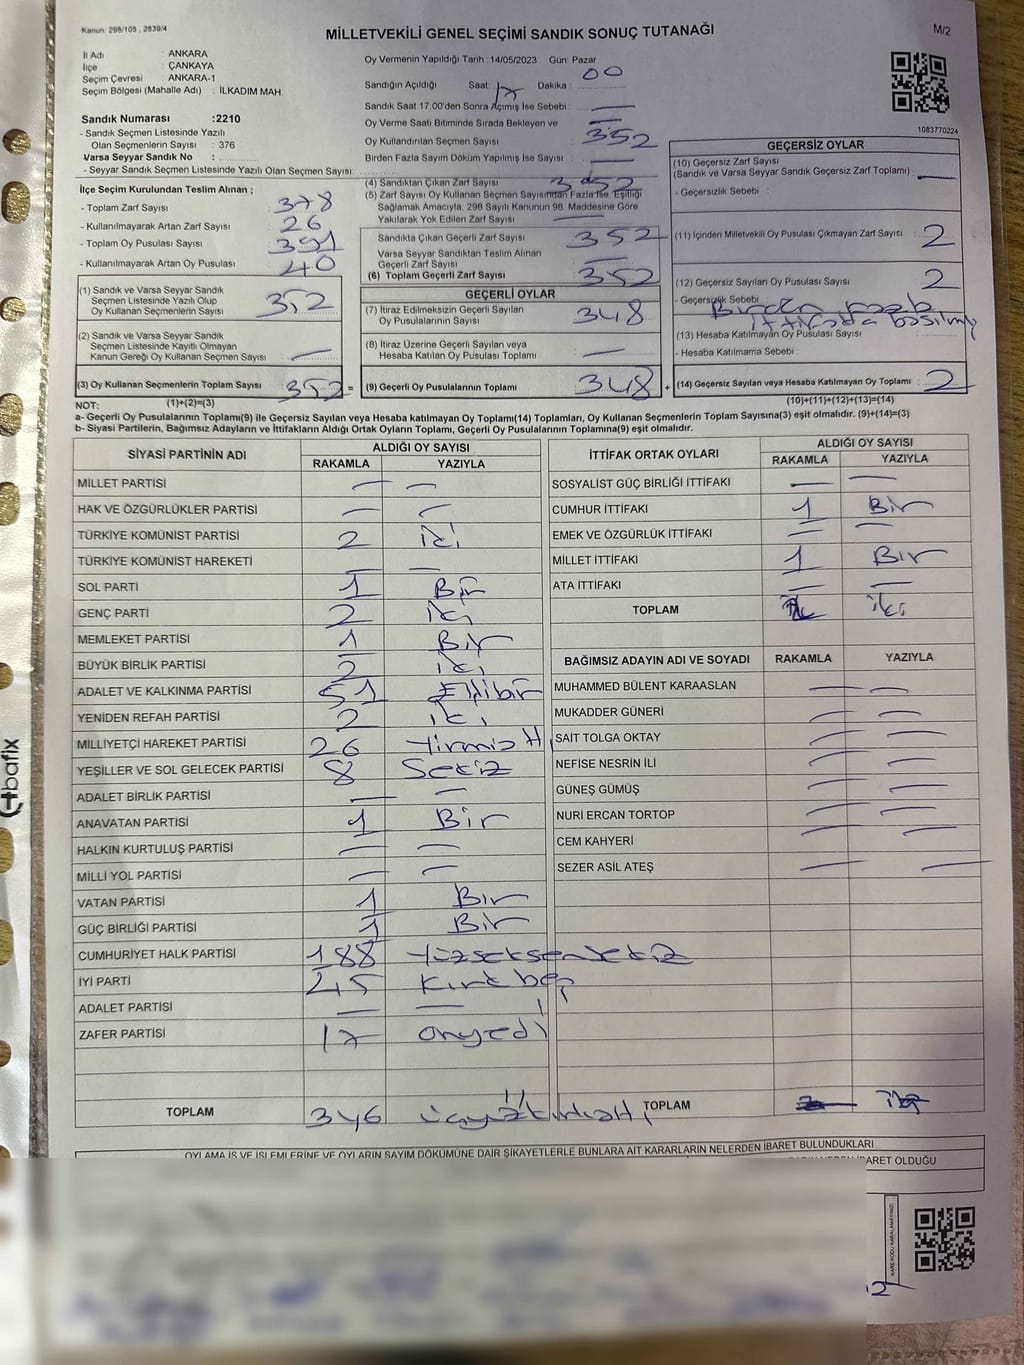 Kanun: 298/105 , 2839/4
MİLLETVEKİLİ GENEL SEÇİMİ SANDIK SONUÇ TUTANAĞI
M/2
İl Adı : ANKARA
İlçe : ÇANKAYA
Seçim Çevresi : ANKARA-1
Seçim Bölgesi (Mahalle Adı) : İLKADIM MAH.
Sandık Numarası :2210
- Sandık Seçmen Listesinde Yazılı
Olan Seçmenlerin Sayısı : 376
Varsa Seyyar Sandık No :
- Seyyar Sandık Seçmen Listesinde Yazılı Olan Seçmen Sayısı:
Oy Vermenin Yapıldığı Tarih :14/05/2023 Gün: Pazar
Sandığın Açıldığı Saat: 17 Dakika : 00
Sandık Saat 17.00'den Sonra Açımış İse Sebebi : —
Oy Verme Saati Bitiminde Sırada Bekleyen ve
Oy Kullandırılan Seçmen Sayısı : 352
Birden Fazla Sayım Döküm Yapılmış İse Sayısı : —
1083770224
İlçe Seçim Kurulundan Teslim Alınan ;
- Toplam Zarf Sayısı : 378
- Kullanılmayarak Artan Zarf Sayısı : 26
- Toplam Oy Pusulası Sayısı : 391
- Kullanılmayarak Artan Oy Pusulası : 40
(1) Sandık ve Varsa Seyyar Sandık
Seçmen Listesinde Yazılı Olup
Oy Kullanan Seçmenlerin Sayısı : 352
(2) Sandık ve Varsa Seyyar Sandık
Seçmen Listesinde Kayıtlı Olmayan
Kanun Gereği Oy Kullanan Seçmen Sayısı : —
(3) Oy Kullanan Seçmenlerin Toplam Sayısı : 352 =
(4) Sandıktan Çıkan Zarf Sayısı : 352
(5) Zarf Sayısı Oy Kullanan Seçmen Sayısından Fazla İse, Eşitliği
Sağlamak Amacıyla, 298 Sayılı Kanunun 98. Maddesine Göre
Yakılarak Yok Edilen Zarf Sayısı : —
Sandıkta Çıkan Geçerli Zarf Sayısı : 352
Varsa Seyyar Sandıktan Teslim Alınan
Geçerli Zarf Sayısı : —
(6) Toplam Geçerli Zarf Sayısı : 352
GEÇERLİ OYLAR
(7) İtiraz Edilmeksizin Geçerli Sayılan
Oy Pusulalarının Sayısı : 348
(8) İtiraz Üzerine Geçerli Sayılan veya
Hesaba Katılan Oy Pusulası Toplamı : —
(9) Geçerli Oy Pusulalarının Toplamı : 348 +
GEÇERSİZ OYLAR
(10) Geçersiz Zarf Sayısı
(Sandık ve Varsa Seyyar Sandık Geçersiz Zarf Toplamı) : —
- Geçersizlik Sebebi :
(11) İçinden Milletvekili Oy Pusulası Çıkmayan Zarf Sayısı : 2
(12) Geçersiz Sayılan Oy Pusulası Sayısı : 2
- Geçersizlik Sebebi : Birden fazla
ittifaka basılmış
(13) Hesaba Katılmayan Oy Pusulası Sayısı :
- Hesaba Katılmama Sebebi :
(14) Geçersiz Sayılan veya Hesaba Katılmayan Oy Toplamı : 2
NOT: (1)+(2)=(3) (10)+(11)+(12)+(13)=(14)
a- Geçerli Oy Pusulalarının Toplamı(9) ile Geçersiz Sayılan veya Hesaba katılmayan Oy Toplamı(14) Toplamları, Oy Kullanan Seçmenlerin Toplam Sayısına(3) eşit olmalıdır. (9)+(14)=(3)
b- Siyasi Partilerin, Bağımsız Adayların ve İttifakların Aldığı Ortak Oyların Toplamı, Geçerli Oy Pusulalarının Toplamına(9) eşit olmalıdır.
SİYASİ PARTİNİN ADI ALDIĞI OY SAYISI
RAKAMLA YAZIYLA
MİLLET PARTİSİ — —
HAK VE ÖZGÜRLÜKLER PARTİSİ — —
TÜRKİYE KOMÜNİST PARTİSİ 2 iki
TÜRKİYE KOMÜNİST HAREKETİ — —
SOL PARTİ 1 Bir
GENÇ PARTİ 2 iki
MEMLEKET PARTİSİ 1 Bir
BÜYÜK BİRLİK PARTİSİ 2 iki
ADALET VE KALKINMA PARTİSİ 51 Ellibir
YENİDEN REFAH PARTİSİ 2 iki
MİLLİYETÇİ HAREKET PARTİSİ 26 Yirmialtı
YEŞİLLER VE SOL GELECEK PARTİSİ 8 Sekiz
ADALET BİRLİK PARTİSİ — —
ANAVATAN PARTİSİ 1 Bir
HALKIN KURTULUŞ PARTİSİ — —
MİLLİ YOL PARTİSİ — —
VATAN PARTİSİ 1 Bir
GÜÇ BİRLİĞİ PARTİSİ 1 Bir
CUMHURİYET HALK PARTİSİ 188 Yüzseksensekiz
İYİ PARTİ 45 Kırkbeş
ADALET PARTİSİ — —
ZAFER PARTİSİ 17 onyedi
TOPLAM 346 üçyüzkırkaltı
İTTİFAK ORTAK OYLARI ALDIĞI OY SAYISI
RAKAMLA YAZIYLA
SOSYALİST GÜÇ BİRLİĞİ İTTİFAKI — —
CUMHUR İTTİFAKI 1 Bir
EMEK VE ÖZGÜRLÜK İTTİFAKI — —
MİLLET İTTİFAKI 1 Bir
ATA İTTİFAKI — —
TOPLAM iki
BAĞIMSIZ ADAYIN ADI VE SOYADI RAKAMLA YAZIYLA
MUHAMMED BÜLENT KARAASLAN — —
MUKADDER GÜNERİ — —
SAİT TOLGA OKTAY — —
NEFİSE NESRİN İLİ — —
GÜNEŞ GÜMÜŞ — —
NURİ ERCAN TORTOP — —
CEM KAHYERİ — —
SEZER ASİL ATEŞ — —
TOPLAM
OYLAMA İŞ VE İŞLEMLERİNE VE OYLARIN SAYIM DÖKÜMÜNE DAİR ŞİKAYETLERLE BUNLARA AİT KARARLARIN NELERDEN İBARET BULUNDUKLARI
İBARET OLDUĞU
bafix